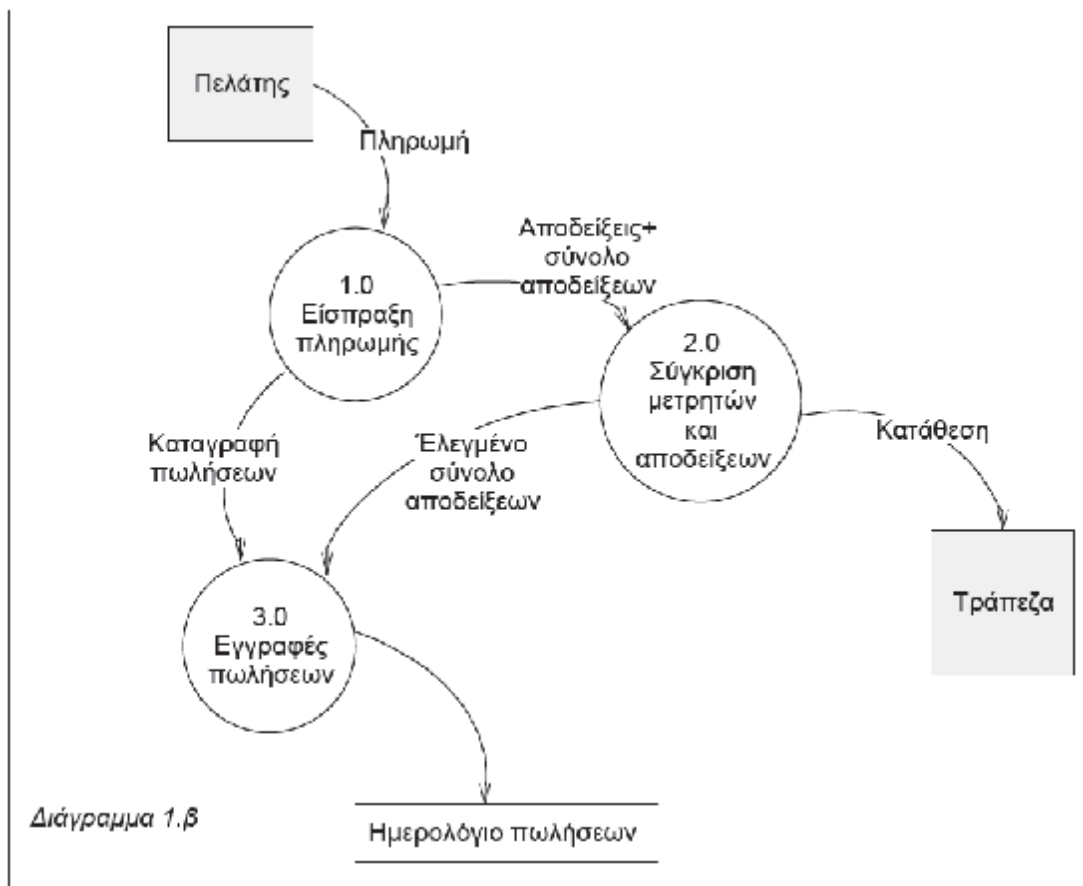 Πελάτης
Πληρωμή
Αποδείξεις+
σύνολο
αποδείξεων
1.0
Είσπραξη
πληρωμής
2.0
Σύγκριση
μετρητών
και
αποδείξεων
Καταγραφή
πωλήσεων
Έλεγμένο
σύνολο
αποδείξεων
Κατάθεση
Τράπεζα
3.0
Εγγραφές
πωλήσεων
Διάγραμμα 1.β
Ημερολόγιο πωλήσεων